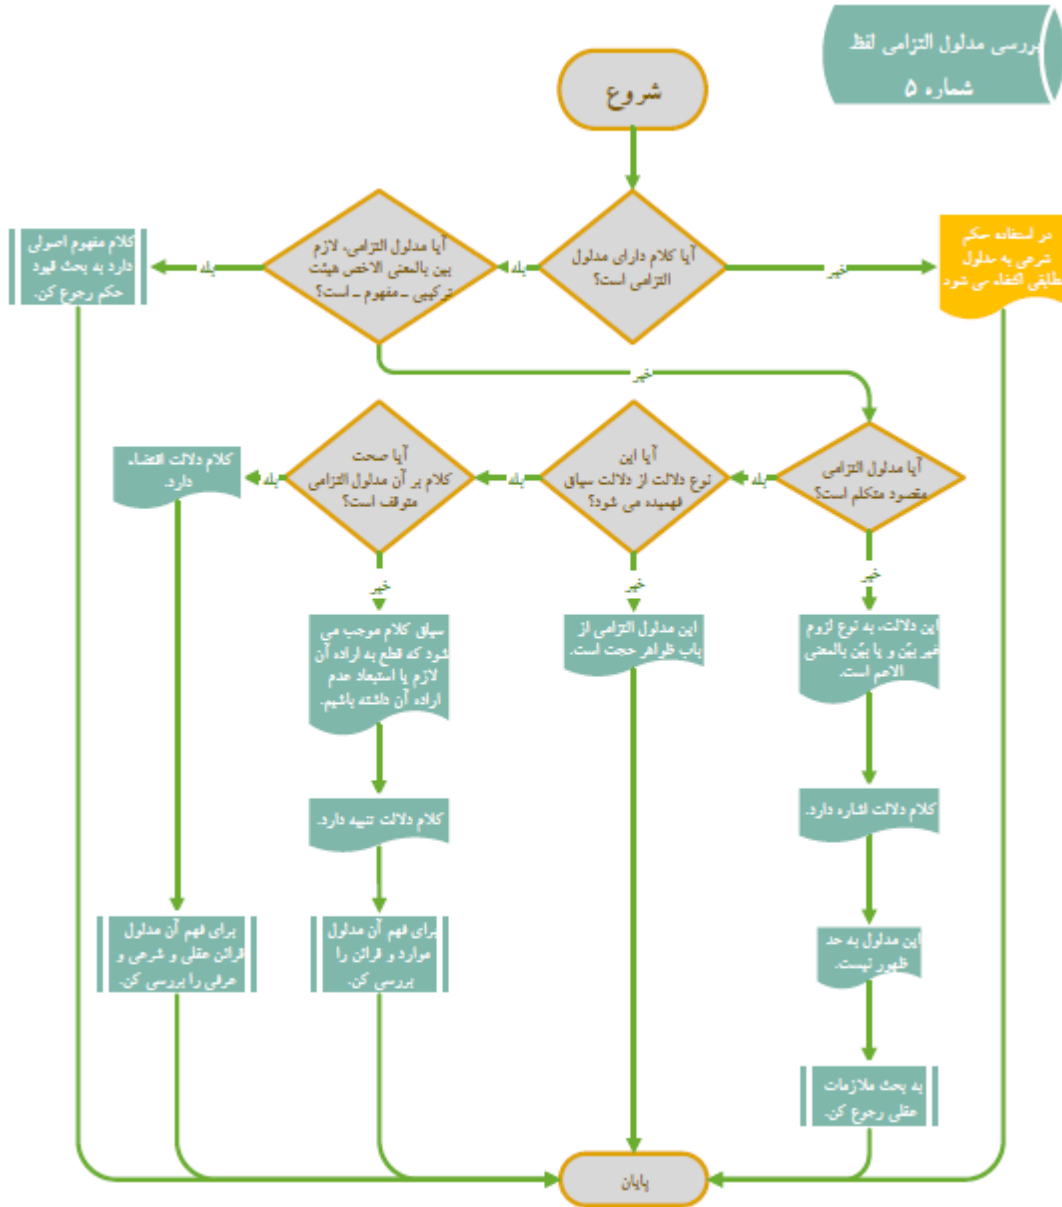 بررسی مدلول التزامی لفظ
شماره ۵
شروع
آیا کلام دارای مدلول
التزامی است؟
خیر
در استفاده حکم
شرعی به مدلول
مطابقی اکتفاء می شود
بله
آیا مدلول التزامی، لازم
بین بالمعنی الاخص هیئت
ترکیبی ـ مفهوم ـ است؟
بله
کلام مفهوم اصولی
دارد به بحث قیود
حکم رجوع کن.
خیر
آیا مدلول التزامی
مقصود متکلم است؟
بله
آیا این
نوع دلالت از دلالت سیاق
فهمیده می شود؟
بله
آیا صحت
کلام بر آن مدلول التزامی
متوقف است؟
بله
کلام دلالت اقتضاء
دارد.
خیر
این دلالت، به نوع لزوم
غیر بیّن و یا بیّن بالمعنی
الاعم است.
خیر
این مدلول التزامی از
باب ظواهر حجت است.
خیر
سیاق کلام موجب می
شود که قطع به اراده آن
لازم یا استبعاد عدم
اراده آن داشته باشیم.
کلام دلالت اشاره دارد.
کلام دلالت تنبیه دارد.
این مدلول به حد
ظهور نیست.
برای فهم آن مدلول
موارد و قرائن را
بررسی کن.
برای فهم آن مدلول
قرائن عقلی و شرعی و
عرفی را بررسی کن.
به بحث ملازمات
عقلی رجوع کن.
پایان